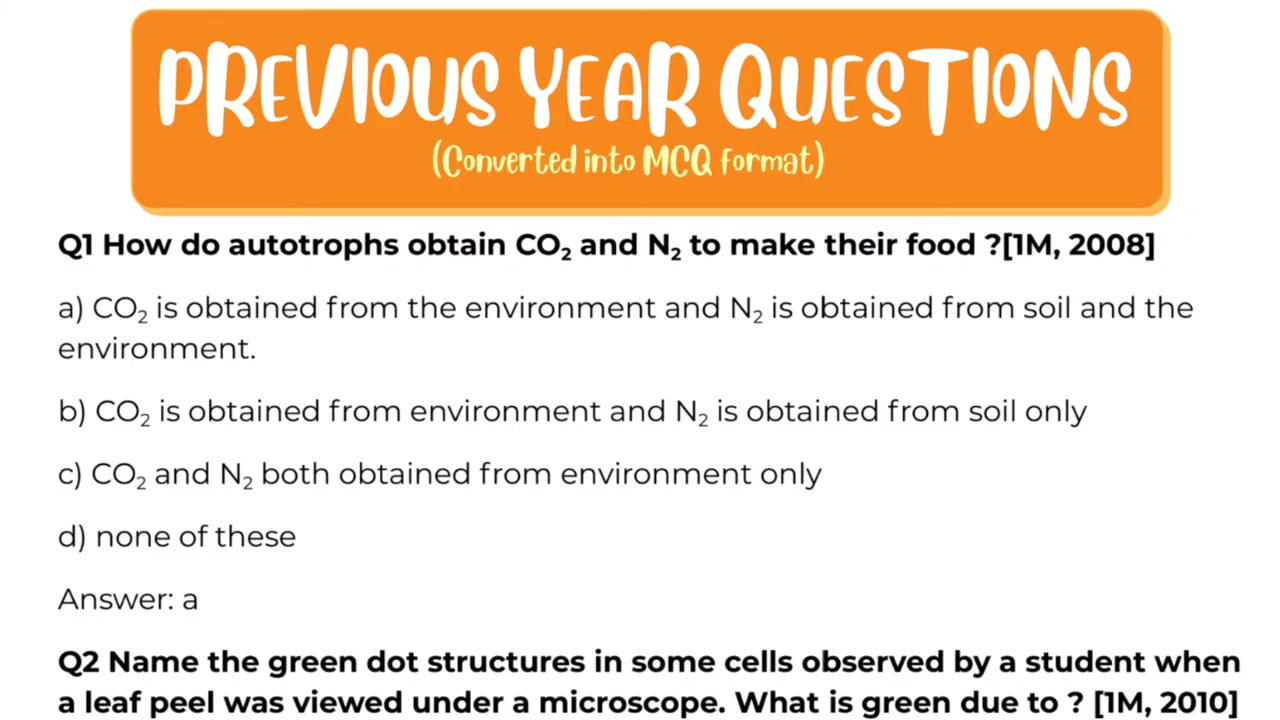 PREVIOUS YEAR QUESTIONS
(Converted into MCQ format)
Q1 How do autotrophs obtain CO₂ and N₂ to make their food ?[1M, 2008]
a) CO₂ is obtained from the environment and N₂ is obtained from soil and the
environment.
b) CO₂ is obtained from environment and N₂ is obtained from soil only
c) CO₂ and N₂ both obtained from environment only
d) none of these
Answer: a
Q2 Name the green dot structures in some cells observed by a student when
a leaf peel was viewed under a microscope. What is green due to ? [1M, 2010]